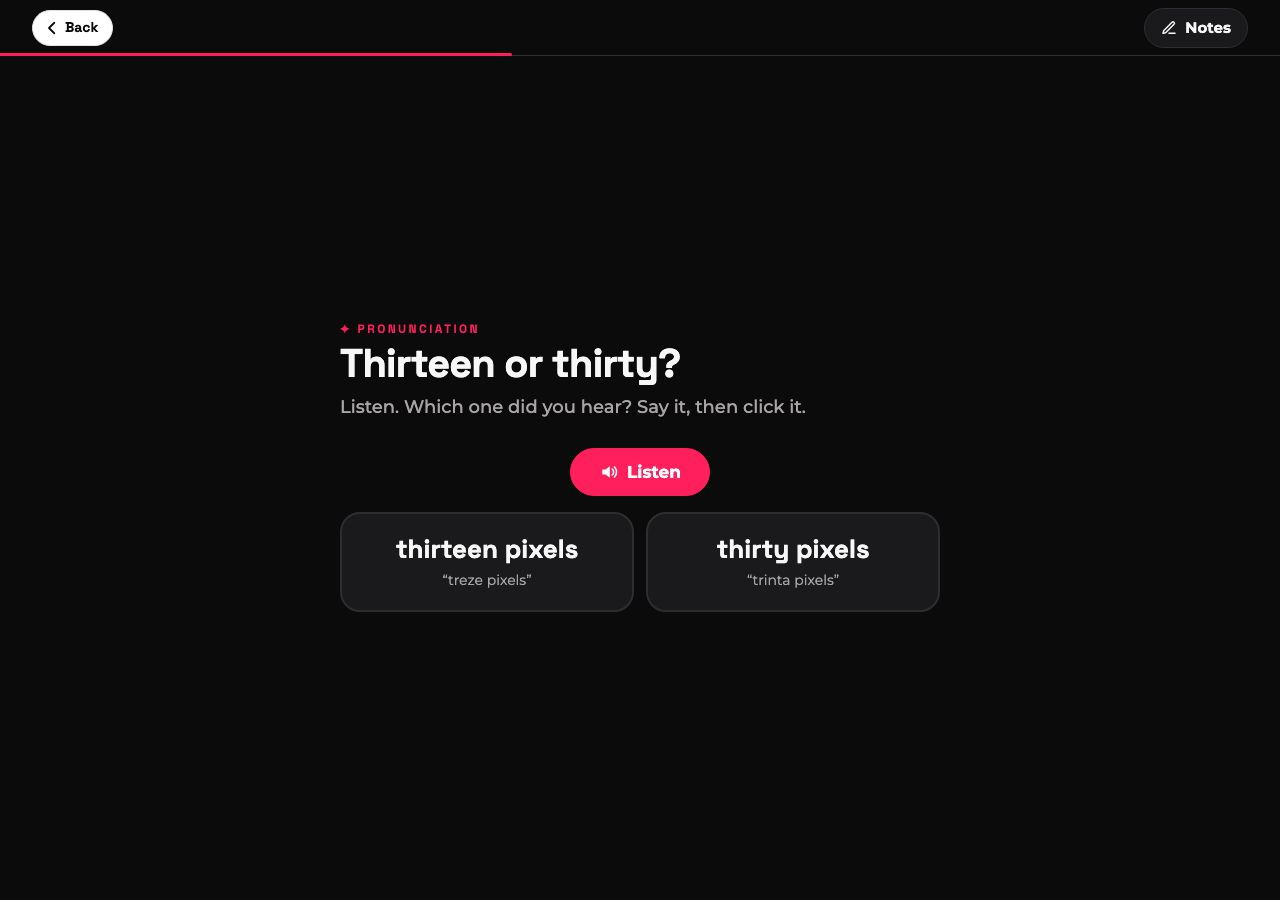 Back
Notes
✦ PRONUNCIATION
Thirteen or thirty?
Listen. Which one did you hear? Say it, then click it.
Listen
thirteen pixels
“treze pixels”
thirty pixels
“trinta pixels”